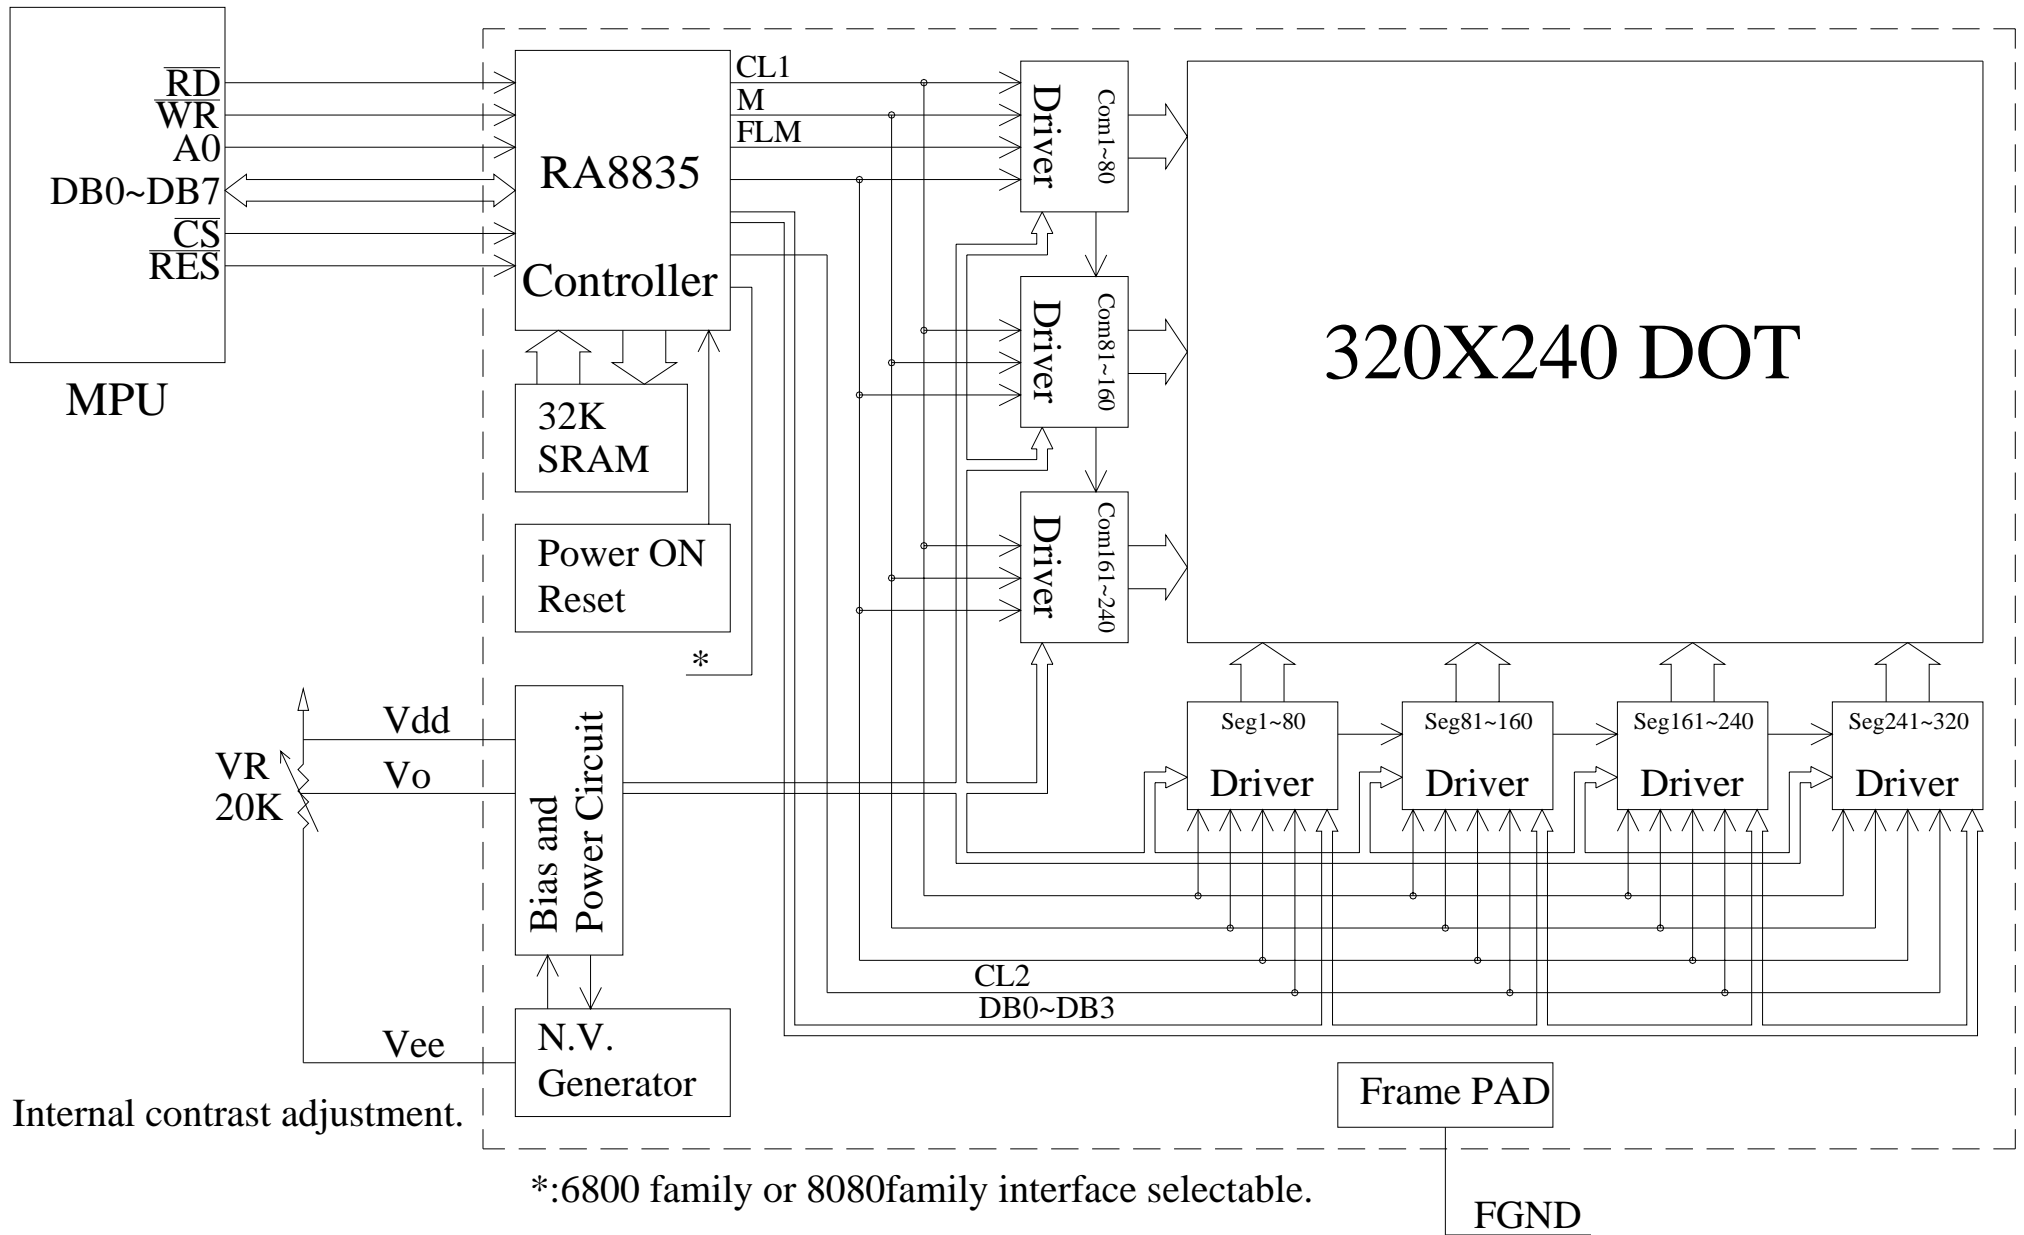 RD
WR
A0
DB0~DB7
CS
RES
MPU
RA8835
Controller
CL1
M
FLM
32K
SRAM
Power ON
Reset
*
Driver
Com1~80
Driver
Com81~160
Driver
Com161~240
320X240 DOT
Seg1~80
Driver
Seg81~160
Driver
Seg161~240
Driver
Seg241~320
Driver
Vdd
VR
20K
Vo
Bias and
Power Circuit
CL2
DB0~DB3
Vee
N.V.
Generator
Frame PAD
Internal contrast adjustment.
*:6800 family or 8080family interface selectable.
FGND